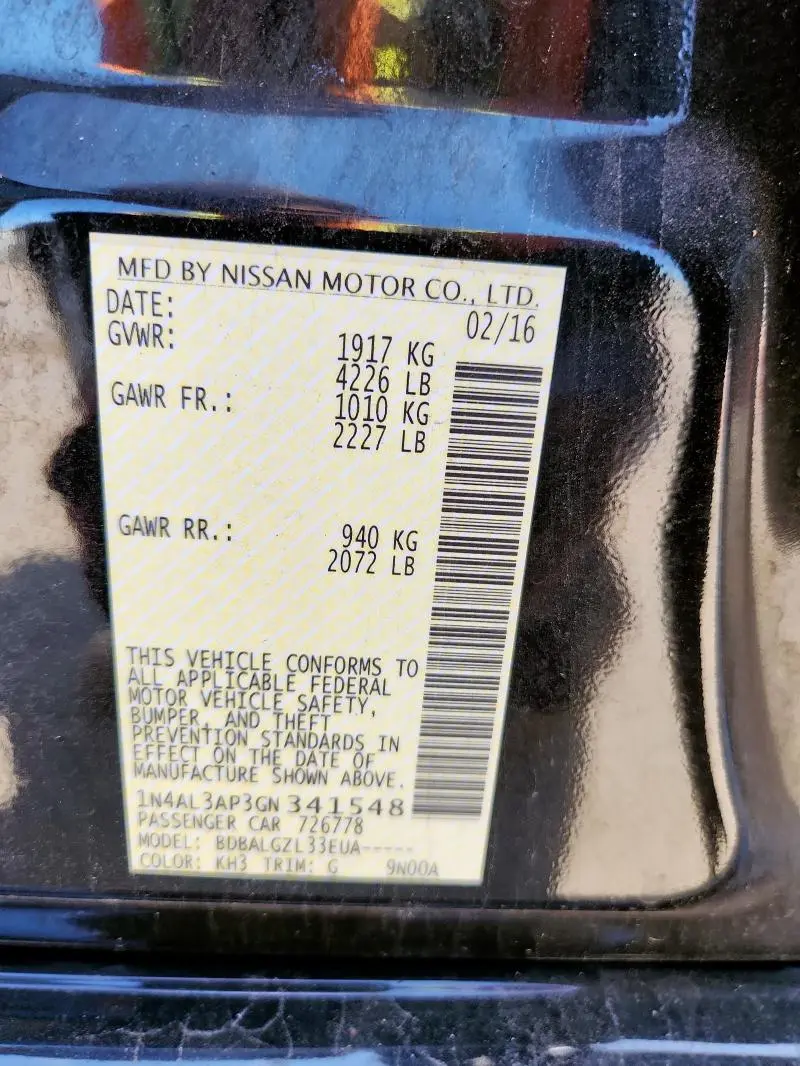 MFD BY NISSAN MOTOR CO., LTD.
DATE: 02/16
GVWR: 1917 KG
4226 LB
GAWR FR.: 1010 KG
2227 LB
GAWR RR.: 940 KG
2072 LB
THIS VEHICLE CONFORMS TO
ALL APPLICABLE FEDERAL
MOTOR VEHICLE SAFETY,
BUMPER, AND THEFT
PREVENTION STANDARDS IN
EFFECT ON THE DATE OF
MANUFACTURE SHOWN ABOVE.
1N4AL3AP3GN 341548
PASSENGER CAR 726778
MODEL: BDBALGZL33EUA-----
COLOR: KH3 TRIM: G 9N00A